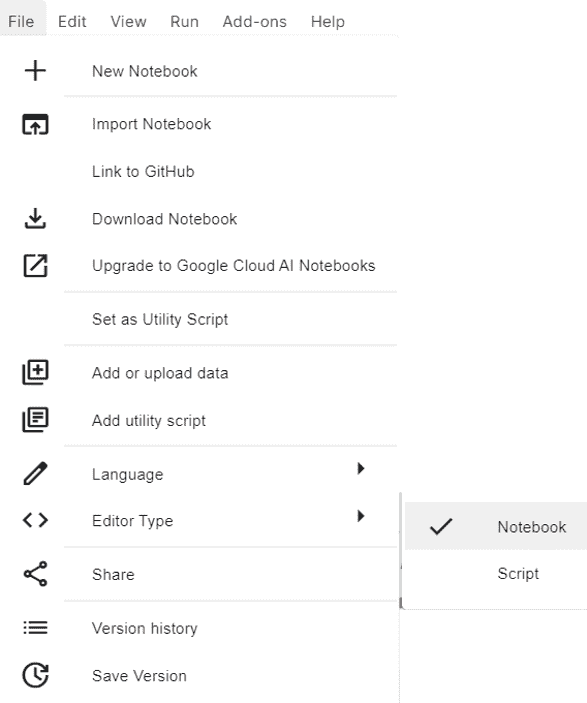 File Edit View Run Add-ons Help
New Notebook
Import Notebook
Link to GitHub
Download Notebook
Upgrade to Google Cloud AI Notebooks
Set as Utility Script
Add or upload data
Add utility script
Language
Editor Type
Notebook
Script
Share
Version history
Save Version